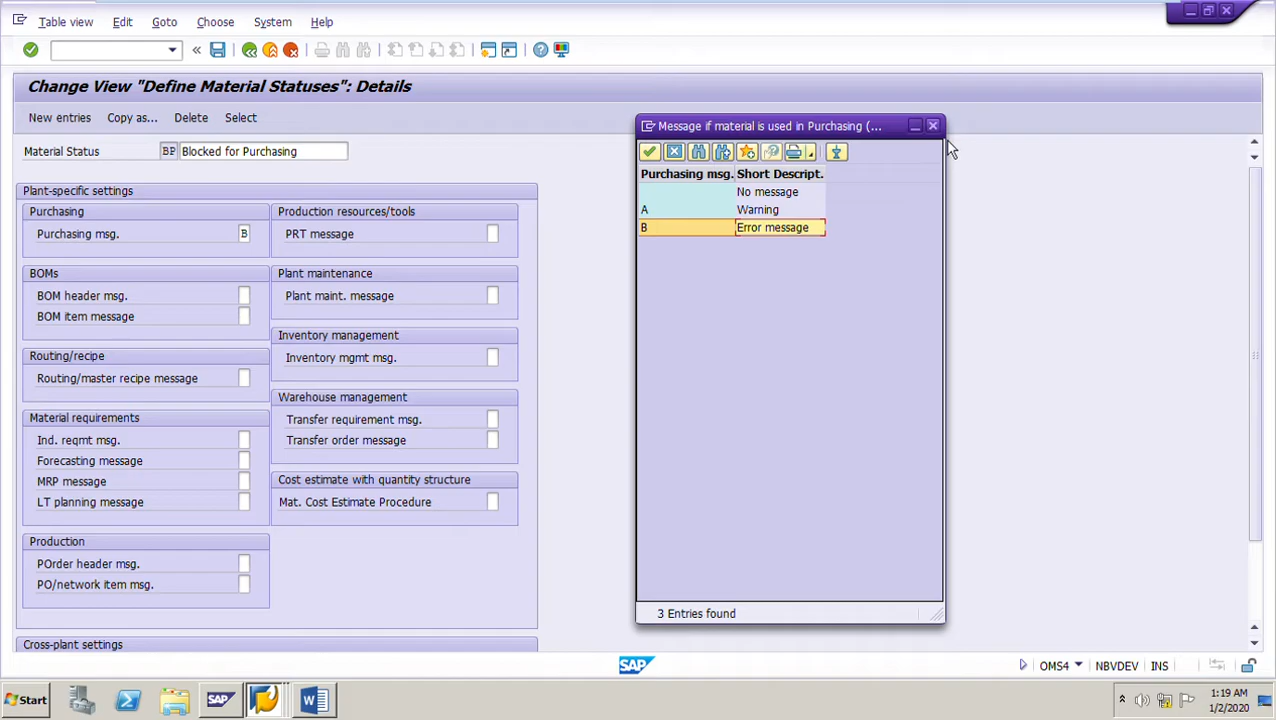 Table view Edit Goto Choose System Help
Change View "Define Material Statuses": Details
New entries Copy as... Delete Select
Material Status BP Blocked for Purchasing
Plant-specific settings
Purchasing
Purchasing msg. B
BOMs
BOM header msg.
BOM item message
Routing/recipe
Routing/master recipe message
Material requirements
Ind. reqmt msg.
Forecasting message
MRP message
LT planning message
Production
POrder header msg.
PO/network item msg.
Production resources/tools
PRT message
Plant maintenance
Plant maint. message
Inventory management
Inventory mgmt msg.
Warehouse management
Transfer requirement msg.
Transfer order message
Cost estimate with quantity structure
Mat. Cost Estimate Procedure
Cross-plant settings
Message if material is used in Purchasing (...
Purchasing msg. Short Descript.
No message
A Warning
B Error message
3 Entries found
SAP OMS4 NBVDEV INS
Start SAP W 1:19 AM
1/2/2020